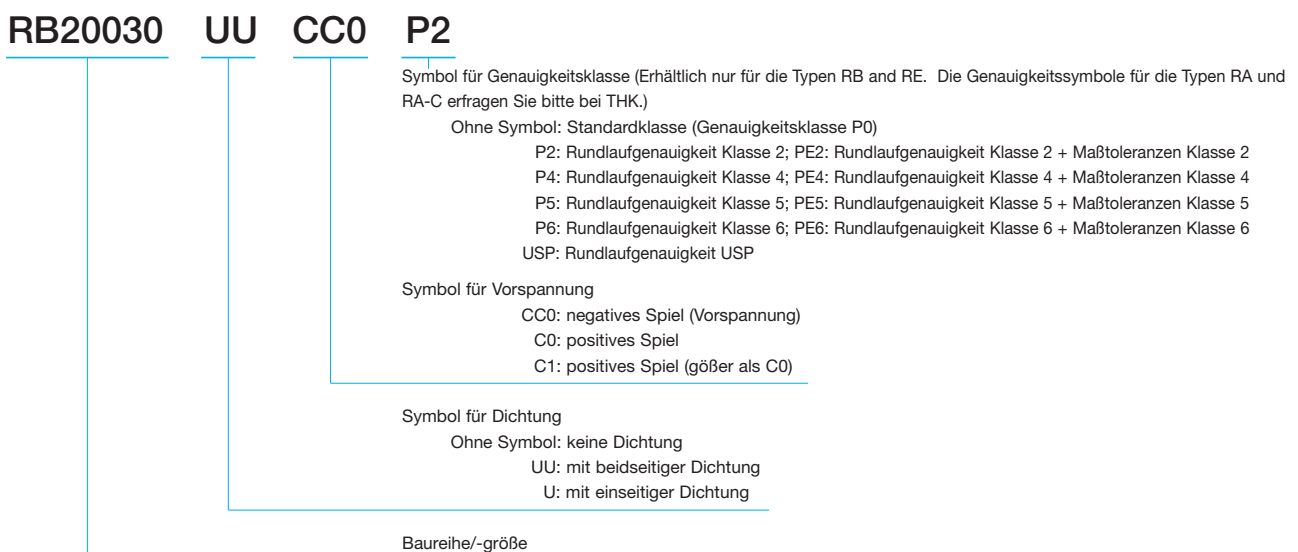 RB20030 UU CC0 P2
Symbol für Genauigkeitsklasse (Erhältlich nur für die Typen RB and RE. Die Genauigkeitssymbole für die Typen RA und
RA-C erfragen Sie bitte bei THK.)
Ohne Symbol: Standardklasse (Genauigkeitsklasse P0)
P2: Rundlaufgenauigkeit Klasse 2; PE2: Rundlaufgenauigkeit Klasse 2 + Maßtoleranzen Klasse 2
P4: Rundlaufgenauigkeit Klasse 4; PE4: Rundlaufgenauigkeit Klasse 4 + Maßtoleranzen Klasse 4
P5: Rundlaufgenauigkeit Klasse 5; PE5: Rundlaufgenauigkeit Klasse 5 + Maßtoleranzen Klasse 5
P6: Rundlaufgenauigkeit Klasse 6; PE6: Rundlaufgenauigkeit Klasse 6 + Maßtoleranzen Klasse 6
USP: Rundlaufgenauigkeit USP
Symbol für Vorspannung
CC0: negatives Spiel (Vorspannung)
C0: positives Spiel
C1: positives Spiel (gößer als C0)
Symbol für Dichtung
Ohne Symbol: keine Dichtung
UU: mit beidseitiger Dichtung
U: mit einseitiger Dichtung
Baureihe/-größe